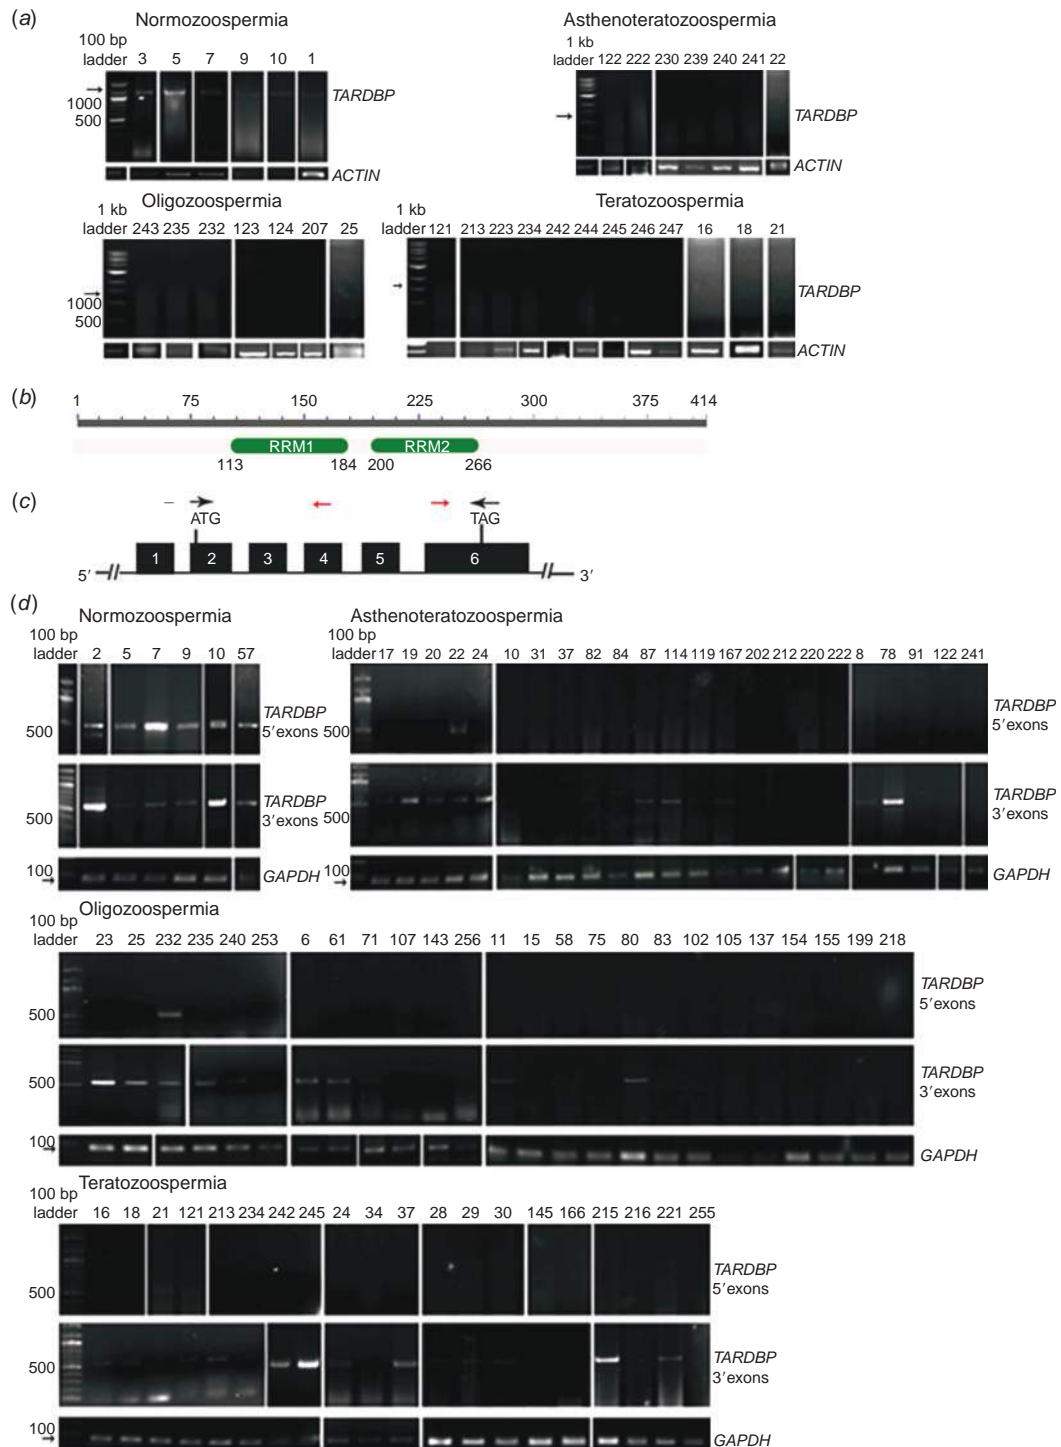 (a)
Normozoospermia
100 bp
ladder 3 5 7 9 10 1
1000
500
TARDBP
ACTIN
Asthenoteratozoospermia
1 kb
ladder 122 222 230 239 240 241 22
TARDBP
ACTIN
Oligozoospermia
1 kb
ladder 243 235 232 123 124 207 25
1000
500
Teratozoospermia
1 kb
ladder 121 213 223 234 242 244 245 246 247 16 18 21
TARDBP
ACTIN
(b)
1 75 150 225 300 375 414
RRM1 RRM2
113 184 200 266
(c)
ATG TAG
1 2 3 4 5 6
5′ 3′
(d)
Normozoospermia
100 bp
ladder 2 5 7 9 10 57
500
TARDBP
5′exons
500
TARDBP
3′exons
100
GAPDH
Asthenoteratozoospermia
100 bp
ladder 17 19 20 22 24 10 31 37 82 84 87 114 119 167 202 212 220 222 8 78 91 122 241
500
TARDBP
5′exons
500
TARDBP
3′exons
100
GAPDH
Oligozoospermia
100 bp
ladder 23 25 232 235 240 253 6 61 71 107 143 256 11 15 58 75 80 83 102 105 137 154 155 199 218
500
TARDBP
5′exons
500
TARDBP
3′exons
100
GAPDH
Teratozoospermia
100 bp
ladder 16 18 21 121 213 234 242 245 24 34 37 28 29 30 145 166 215 216 221 255
500
TARDBP
5′exons
500
TARDBP
3′exons
100
GAPDH